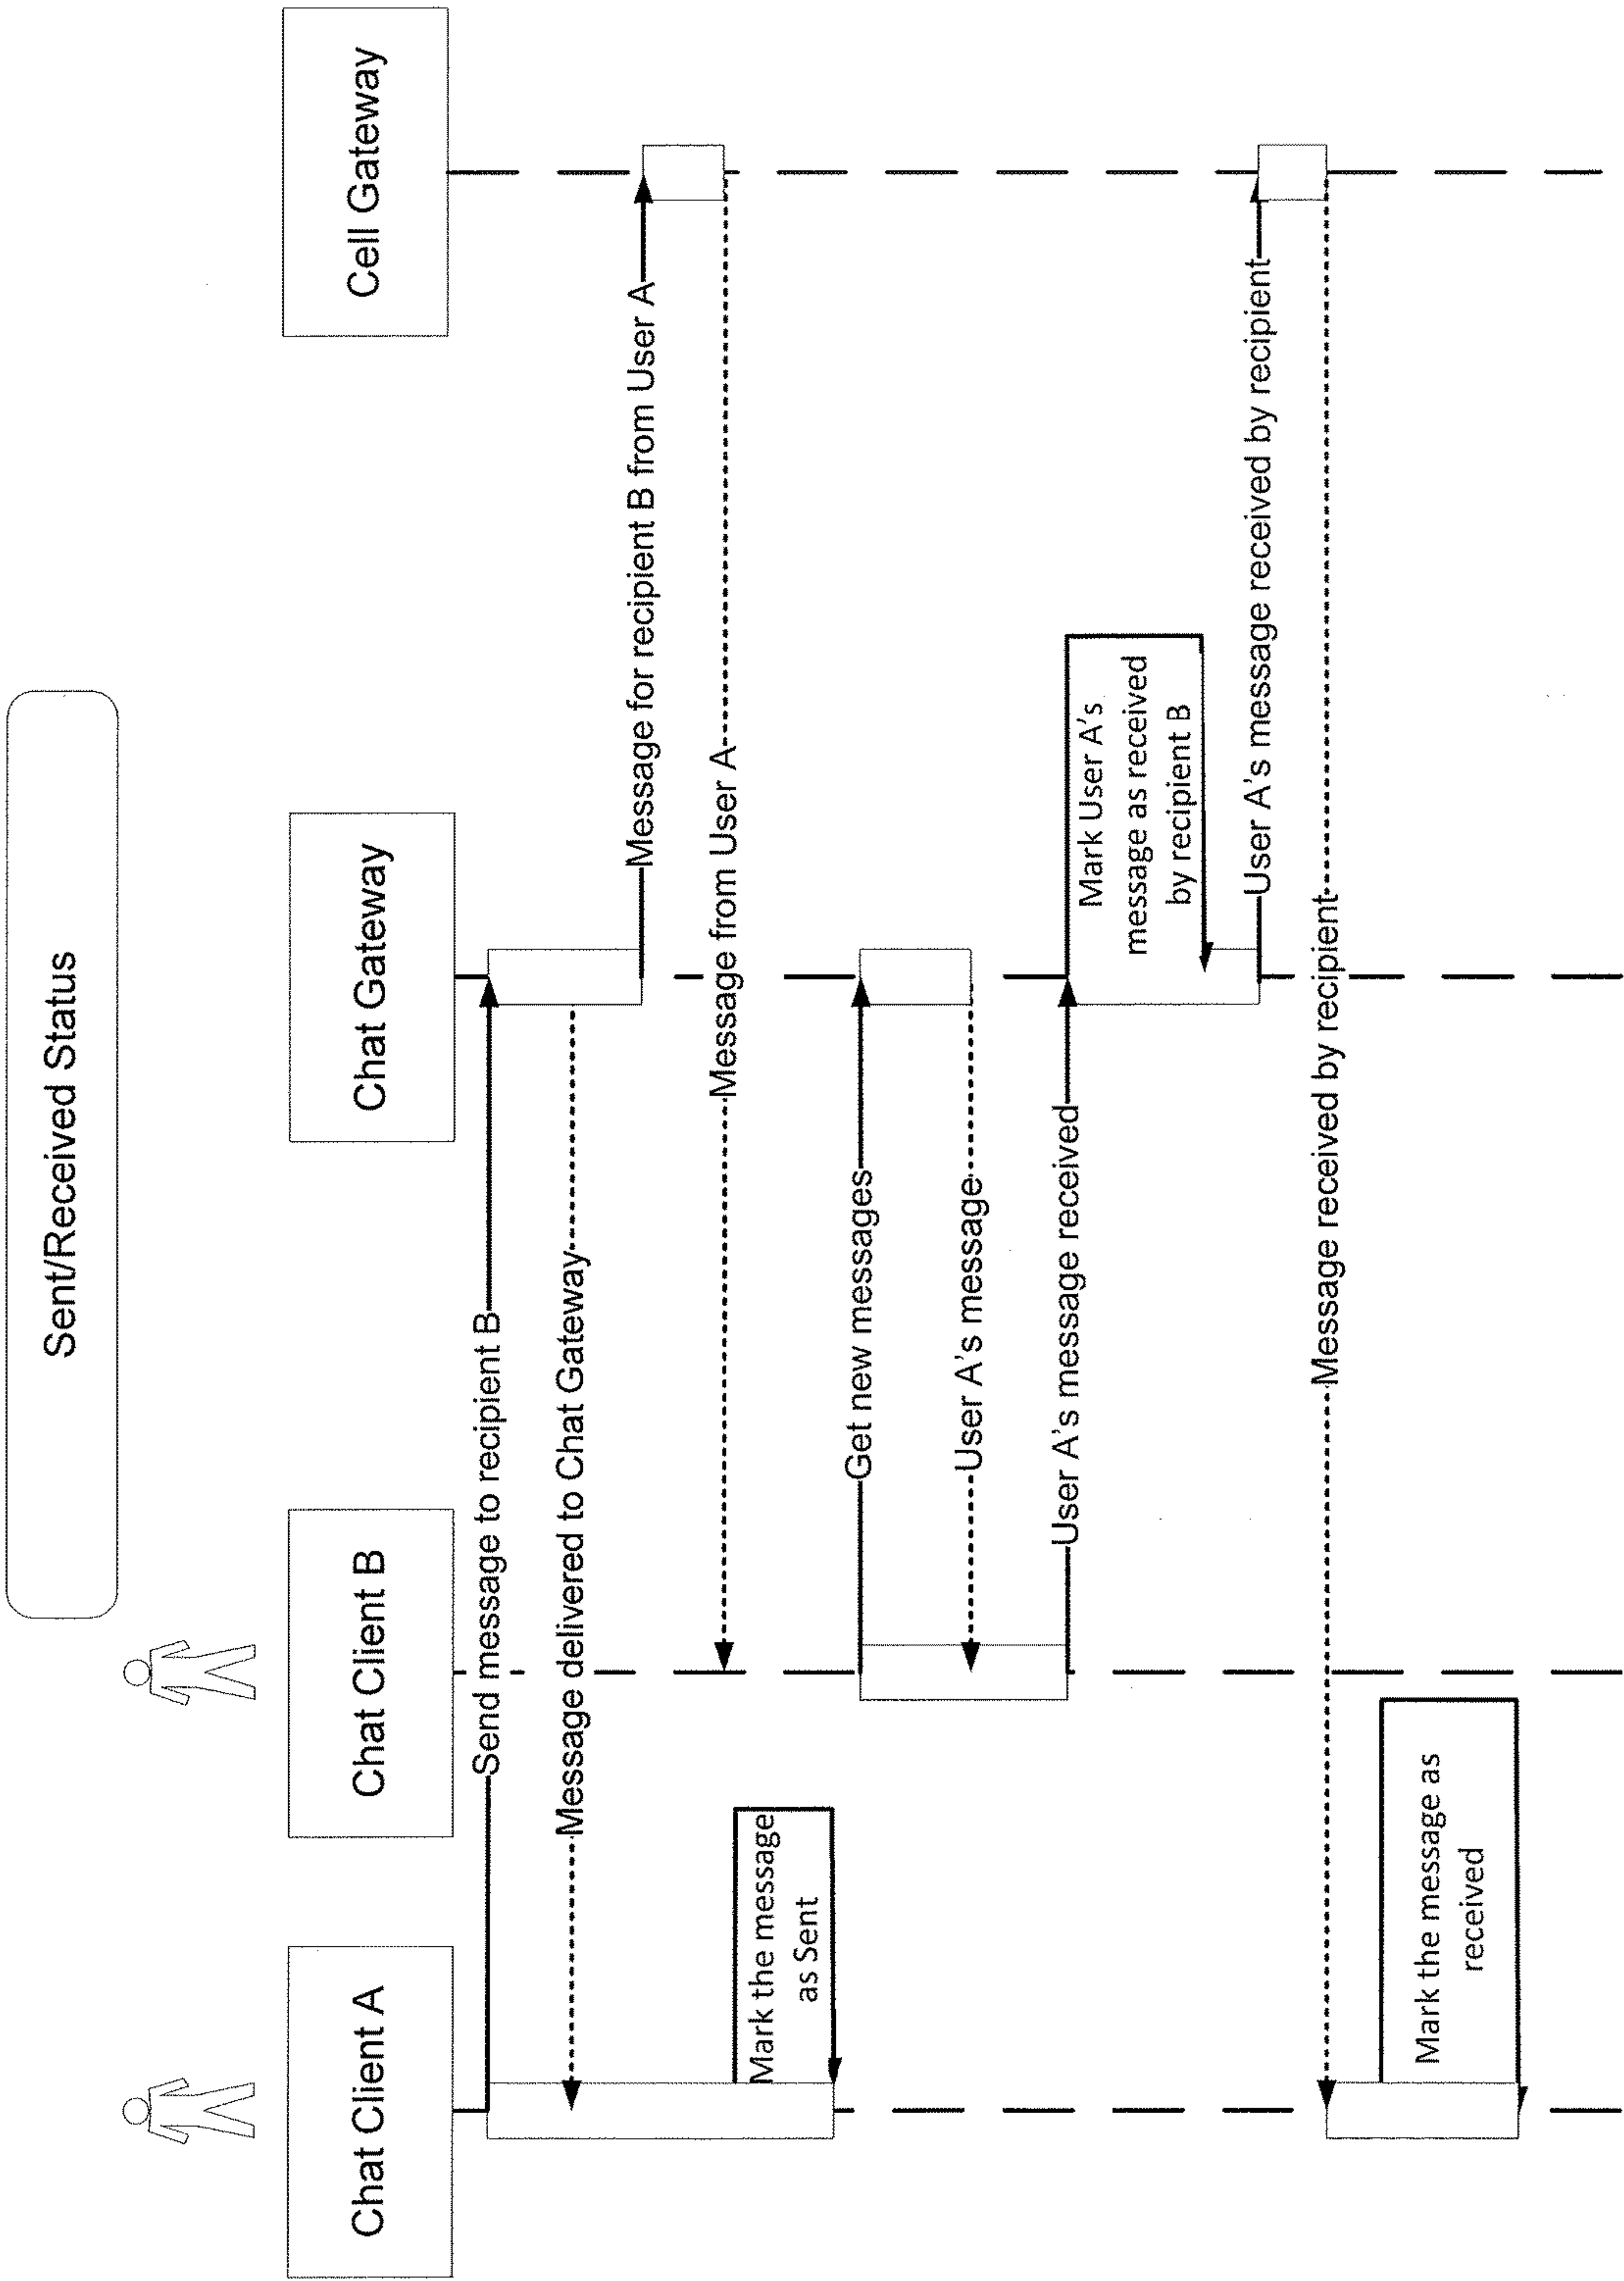 Sent/Received Status
Chat Client A
Chat Client B
Chat Gateway
Cell Gateway
Send message to recipient B
Message delivered to Chat Gateway
Message for recipient B from User A
Message from User A
Mark the message
as Sent
Get new messages
User A's message
User A's message received
Mark User A's
message as received
by recipient B
User A's message received by recipient
Message received by recipient
Mark the message as
received